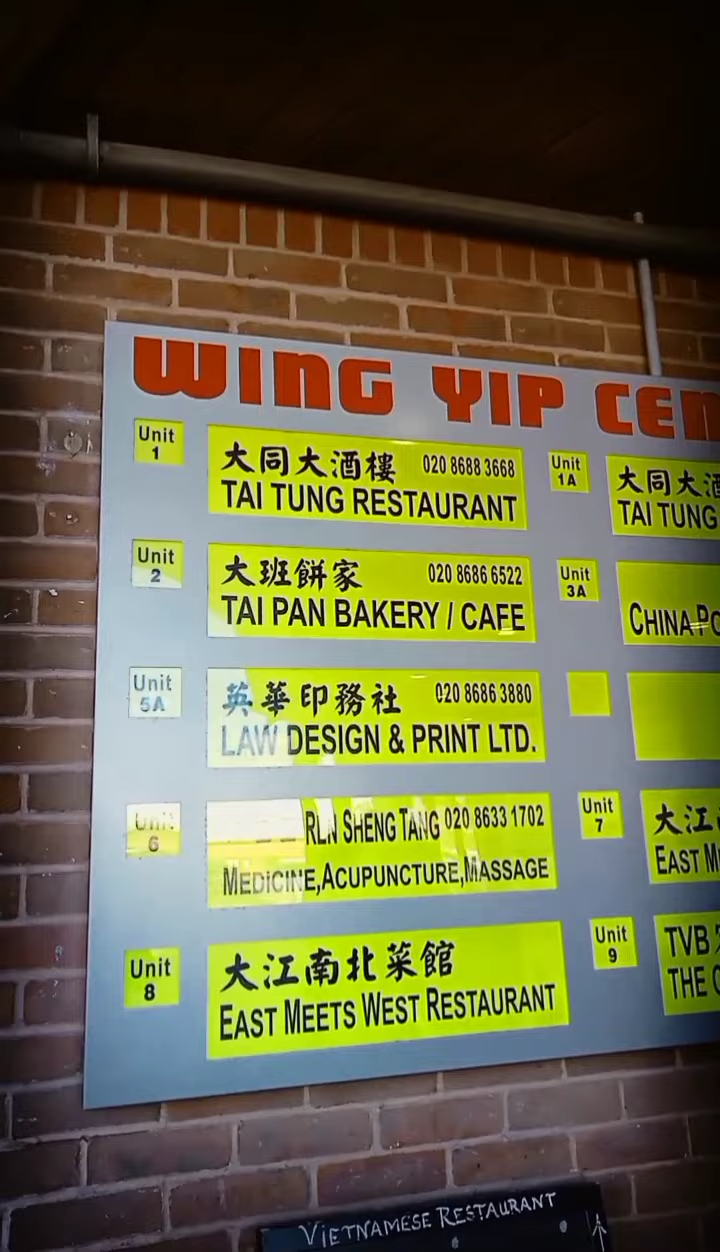 WING YIP CEN
Unit 1
大同大酒樓 020 8688 3668
TAI TUNG RESTAURANT
Unit 1A
大同大酒
TAI TUNG
Unit 2
大班餅家 020 8686 6522
TAI PAN BAKERY / CAFE
Unit 3A
CHINA
Unit 5A
英華印務社 020 8686 3880
LAW DESIGN & PRINT LTD.
Unit 6
SHENG TANG 020 8633 1702
MEDICINE,ACUPUNCTURE,MASSAGE
Unit 7
大江
EAST
Unit 8
大江南北菜館
EAST MEETS WEST RESTAURANT
Unit 9
TVB
THE
VIETNAMESE RESTAURANT